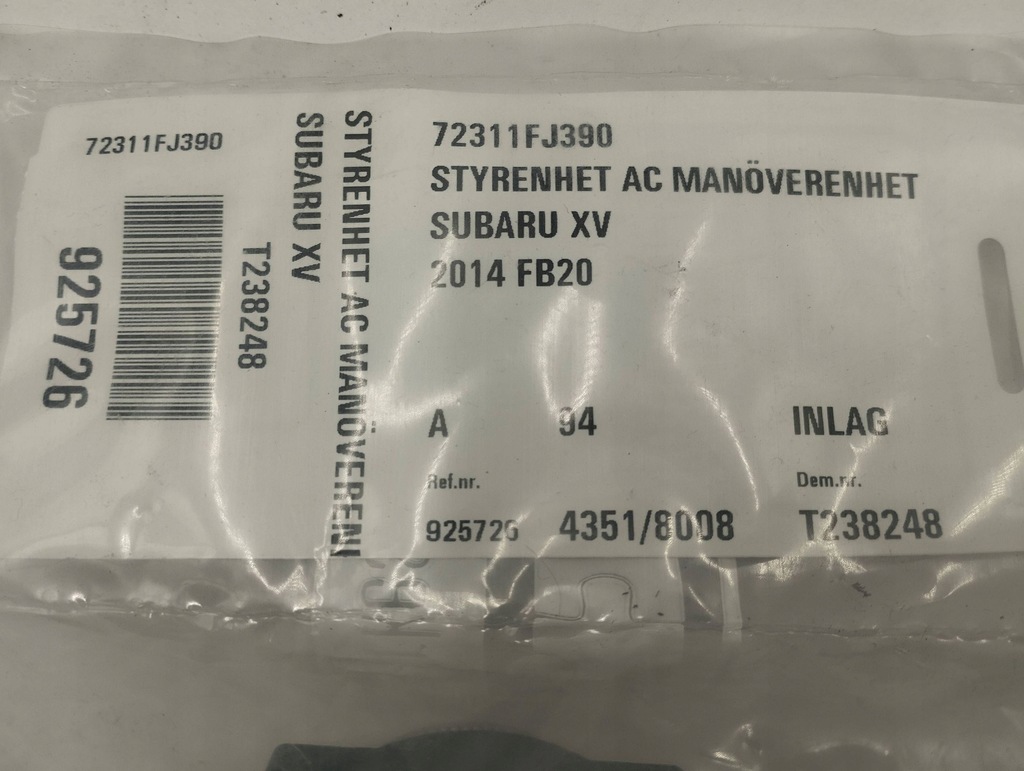 72311FJ390
925726
T238248
SUBARU XV
STYRENHET AC MANÖVERENH
72311FJ390
STYRENHET AC MANÖVERENHET
SUBARU XV
2014 FB20
A 94 INLAG
Ref.nr. Dem.nr.
925726 4351/8008 T238248